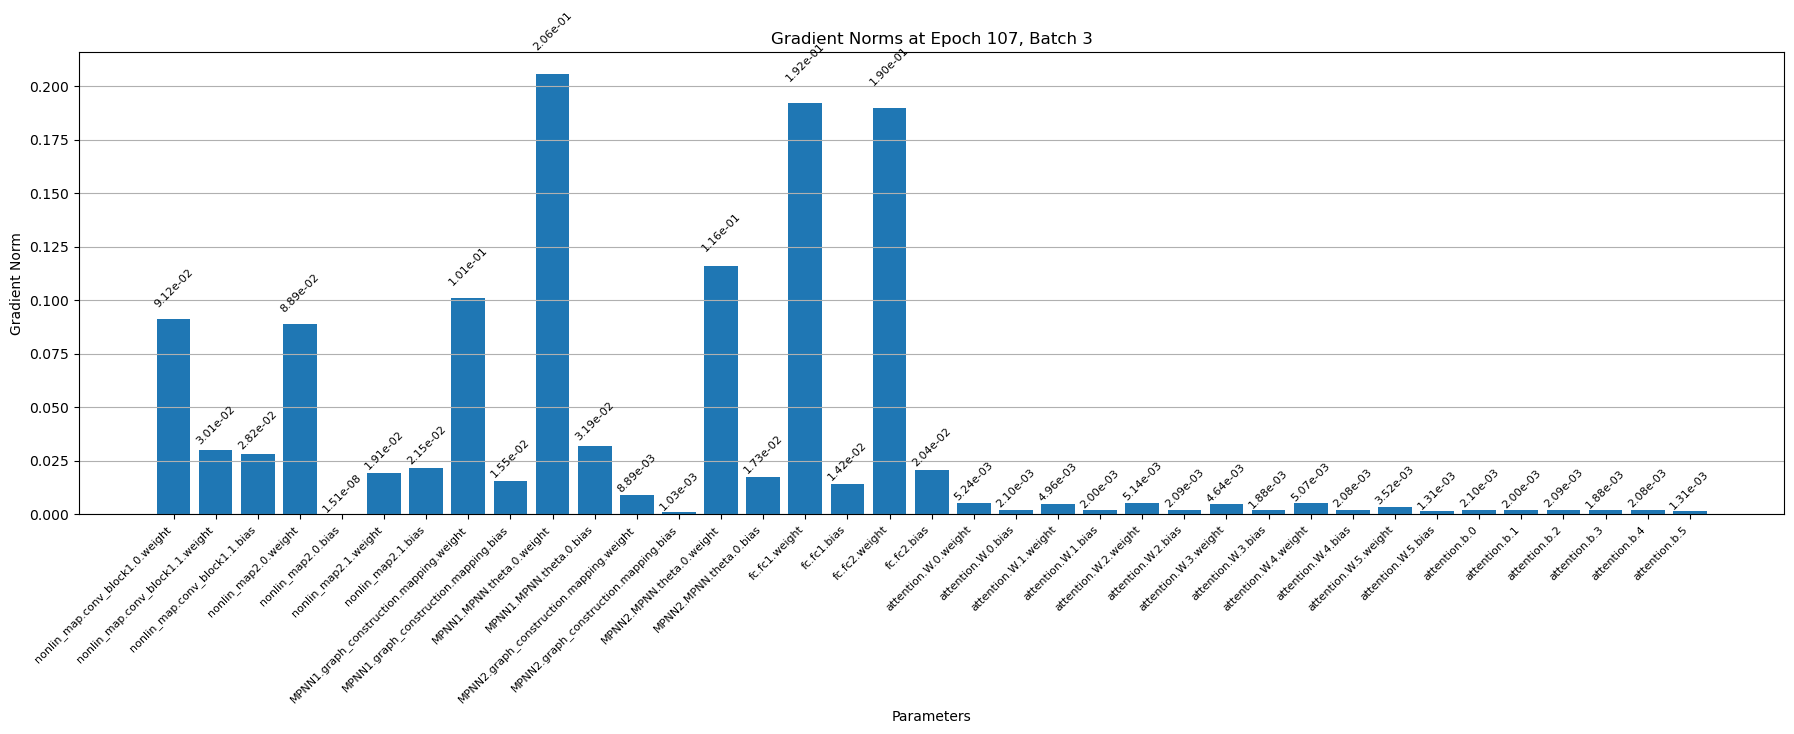 Gradient Norms at Epoch 107, Batch 3
Gradient Norm
0.200
0.175
0.150
0.125
0.100
0.075
0.050
0.025
0.000
9.12e-02
3.01e-02
2.82e-02
8.89e-02
1.51e-08
1.91e-02
2.15e-02
1.01e-01
1.55e-02
2.06e-01
3.19e-02
8.89e-03
1.03e-03
1.16e-01
1.73e-02
1.92e-01
1.42e-02
1.90e-01
2.04e-02
5.24e-03
2.10e-03
4.96e-03
2.00e-03
5.14e-03
2.09e-03
4.64e-03
1.88e-03
5.07e-03
2.08e-03
3.52e-03
1.31e-03
2.10e-03
2.00e-03
2.09e-03
1.88e-03
2.08e-03
1.31e-03
nonlin_map.conv_block1.0.weight
nonlin_map.conv_block1.1.weight
nonlin_map.conv_block1.1.bias
nonlin_map2.0.weight
nonlin_map2.0.bias
nonlin_map2.1.weight
nonlin_map2.1.bias
MPNN1.graph_construction.mapping.weight
MPNN1.graph_construction.mapping.bias
MPNN1.MPNN.theta.0.weight
MPNN1.MPNN.theta.0.bias
MPNN2.graph_construction.mapping.weight
MPNN2.graph_construction.mapping.bias
MPNN2.MPNN.theta.0.weight
MPNN2.MPNN.theta.0.bias
fc.fc1.weight
fc.fc1.bias
fc.fc2.weight
fc.fc2.bias
attention.W.0.weight
attention.W.0.bias
attention.W.1.weight
attention.W.1.bias
attention.W.2.weight
attention.W.2.bias
attention.W.3.weight
attention.W.3.bias
attention.W.4.weight
attention.W.4.bias
attention.W.5.weight
attention.W.5.bias
attention.b.0
attention.b.1
attention.b.2
attention.b.3
attention.b.4
attention.b.5
Parameters